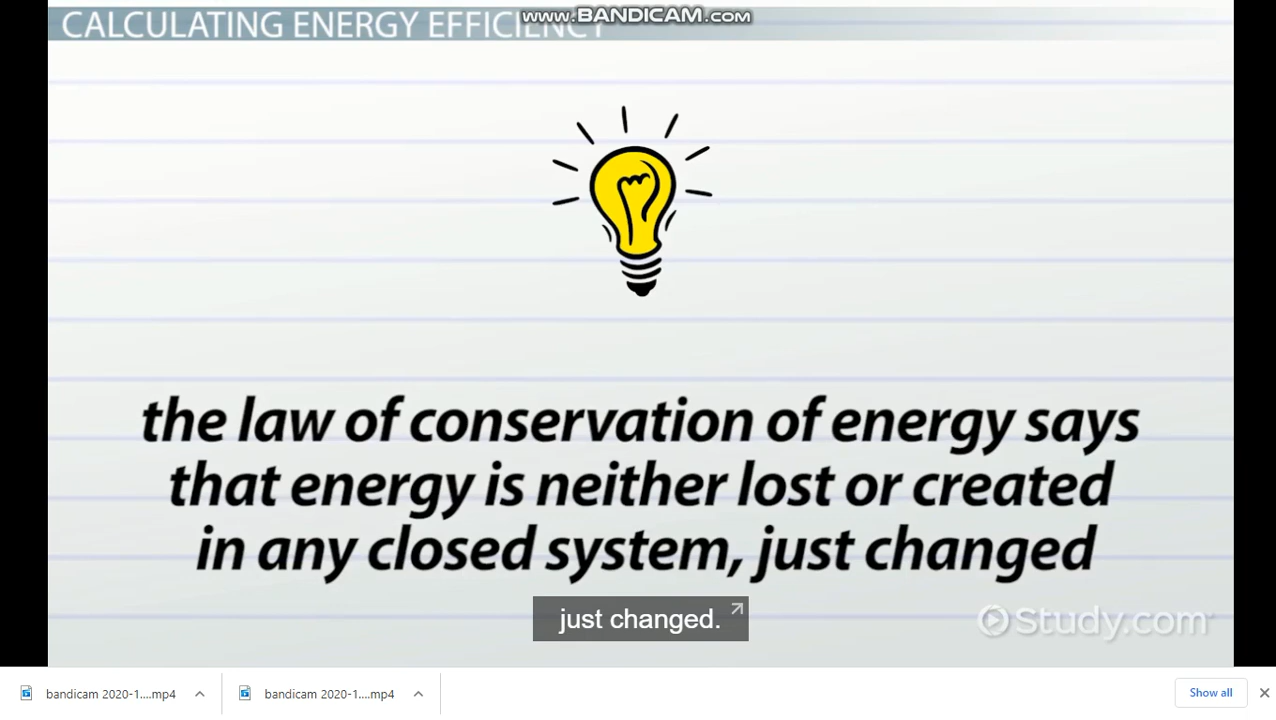 www.BANDICAM.com
CALCULATING ENERGY EFFICIENCY
the law of conservation of energy says
that energy is neither lost or created
in any closed system, just changed
just changed.
Study.com
bandicam 2020-1....mp4
bandicam 2020-1....mp4
Show all